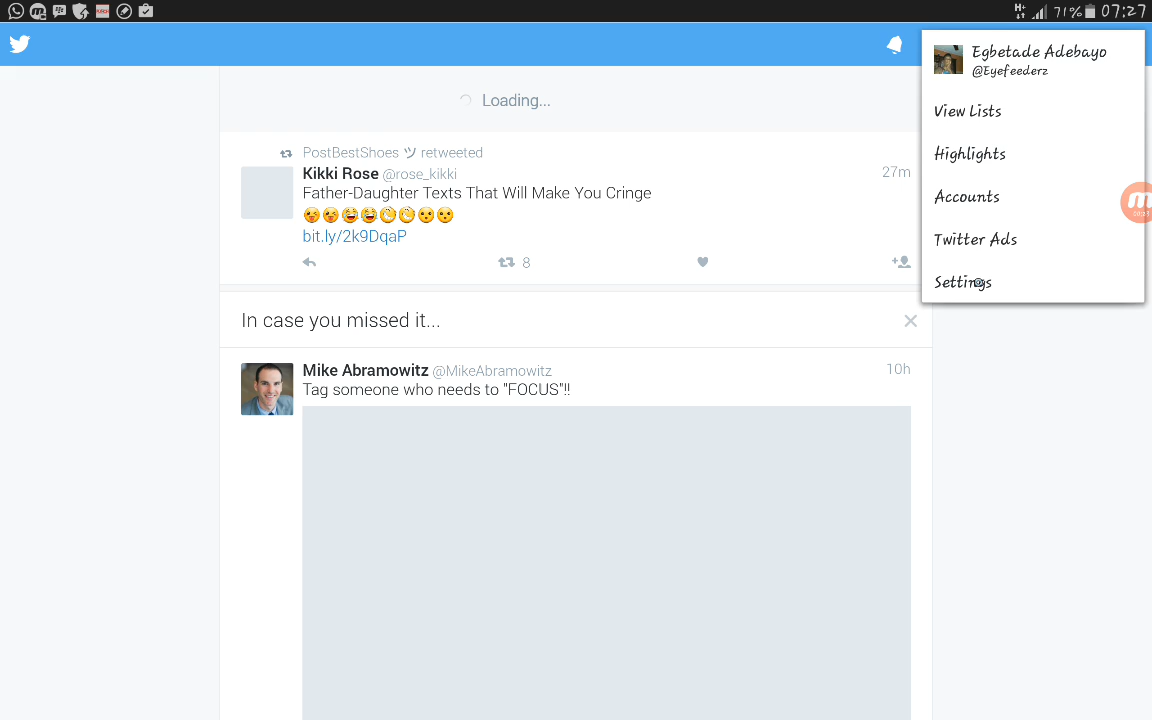 71% 07:27
Loading...
PostBestShoes ツ retweeted
Kikki Rose @rose_kikki 27m
Father-Daughter Texts That Will Make You Cringe
bit.ly/2k9DqaP
8
In case you missed it...
Mike Abramowitz @MikeAbramowitz 10h
Tag someone who needs to "FOCUS"!!
Egbetade Adebayo
@Eyefeederz
View Lists
Highlights
Accounts
Twitter Ads
Settings